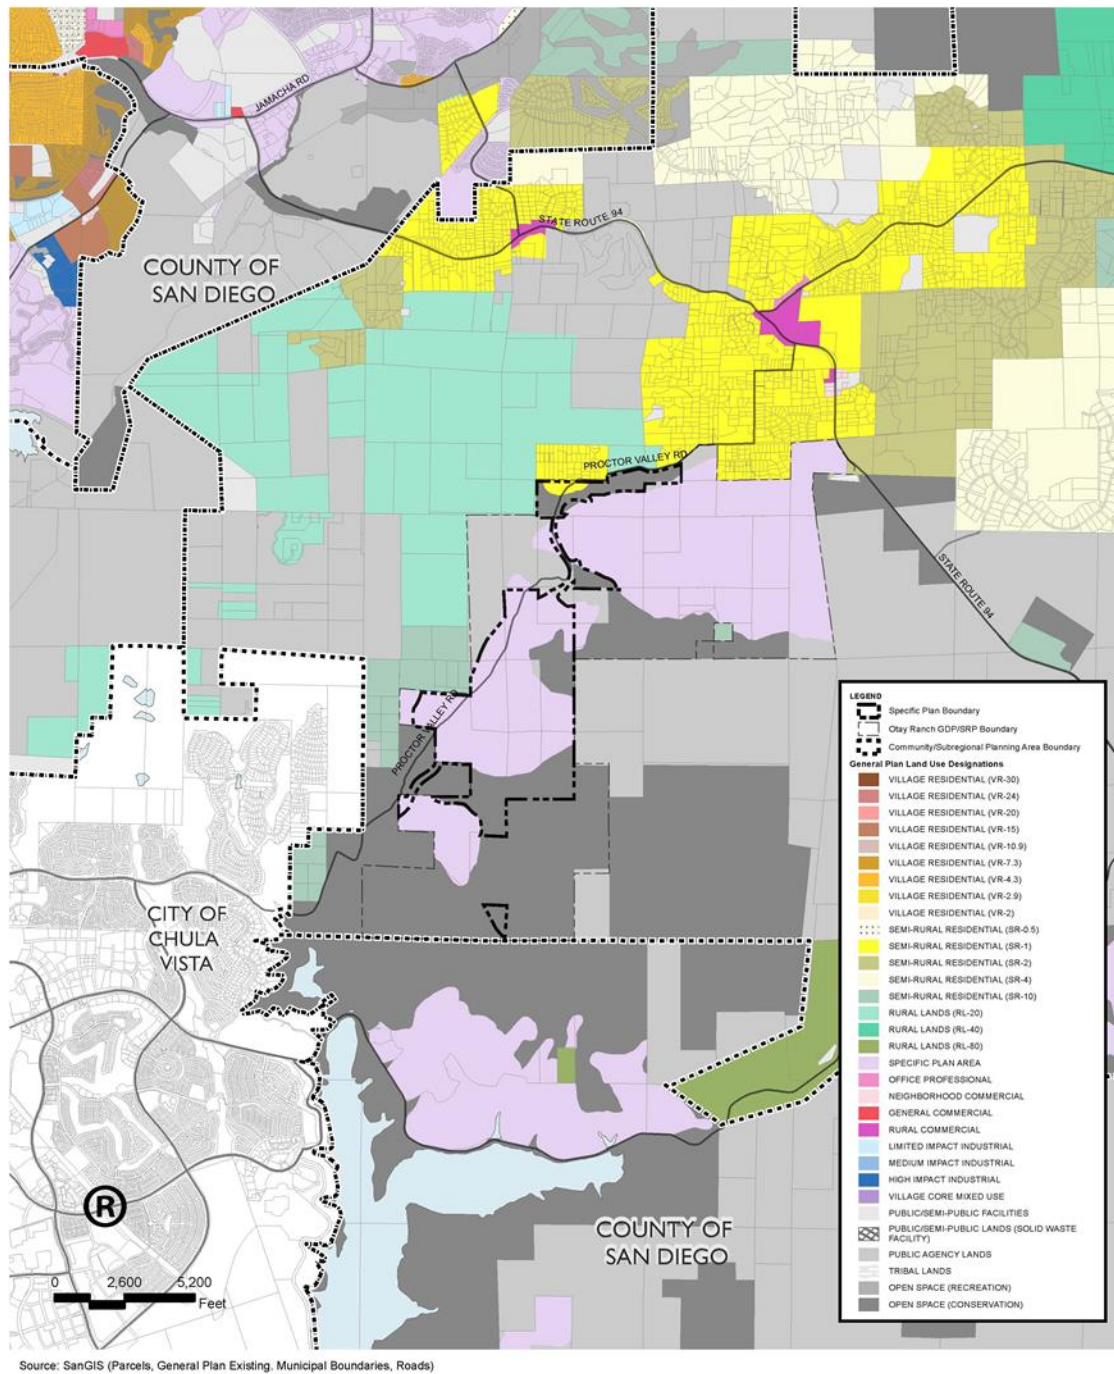 JAMACHA RD
STATE ROUTE 94
COUNTY OF
SAN DIEGO
PROCTOR VALLEY RD
STATE ROUTE 94
PROCTOR VALLEY RD
CITY OF
CHULA
VISTA
COUNTY OF
SAN DIEGO
R
0 2,600 5,200
Feet
LEGEND
Specific Plan Boundary
Otay Ranch GDP/SRP Boundary
Community/Subregional Planning Area Boundary
General Plan Land Use Designations
VILLAGE RESIDENTIAL (VR-30)
VILLAGE RESIDENTIAL (VR-24)
VILLAGE RESIDENTIAL (VR-20)
VILLAGE RESIDENTIAL (VR-15)
VILLAGE RESIDENTIAL (VR-10.9)
VILLAGE RESIDENTIAL (VR-7.3)
VILLAGE RESIDENTIAL (VR-4.3)
VILLAGE RESIDENTIAL (VR-2.9)
VILLAGE RESIDENTIAL (VR-2)
SEMI-RURAL RESIDENTIAL (SR-0.5)
SEMI-RURAL RESIDENTIAL (SR-1)
SEMI-RURAL RESIDENTIAL (SR-2)
SEMI-RURAL RESIDENTIAL (SR-4)
SEMI-RURAL RESIDENTIAL (SR-10)
RURAL LANDS (RL-20)
RURAL LANDS (RL-40)
RURAL LANDS (RL-80)
SPECIFIC PLAN AREA
OFFICE PROFESSIONAL
NEIGHBORHOOD COMMERCIAL
GENERAL COMMERCIAL
RURAL COMMERCIAL
LIMITED IMPACT INDUSTRIAL
MEDIUM IMPACT INDUSTRIAL
HIGH IMPACT INDUSTRIAL
VILLAGE CORE MIXED USE
PUBLIC/SEMI-PUBLIC FACILITIES
PUBLIC/SEMI-PUBLIC LANDS (SOLID WASTE
FACILITY)
PUBLIC AGENCY LANDS
TRIBAL LANDS
OPEN SPACE (RECREATION)
OPEN SPACE (CONSERVATION)
Source: SanGIS (Parcels, General Plan Existing. Municipal Boundaries, Roads)